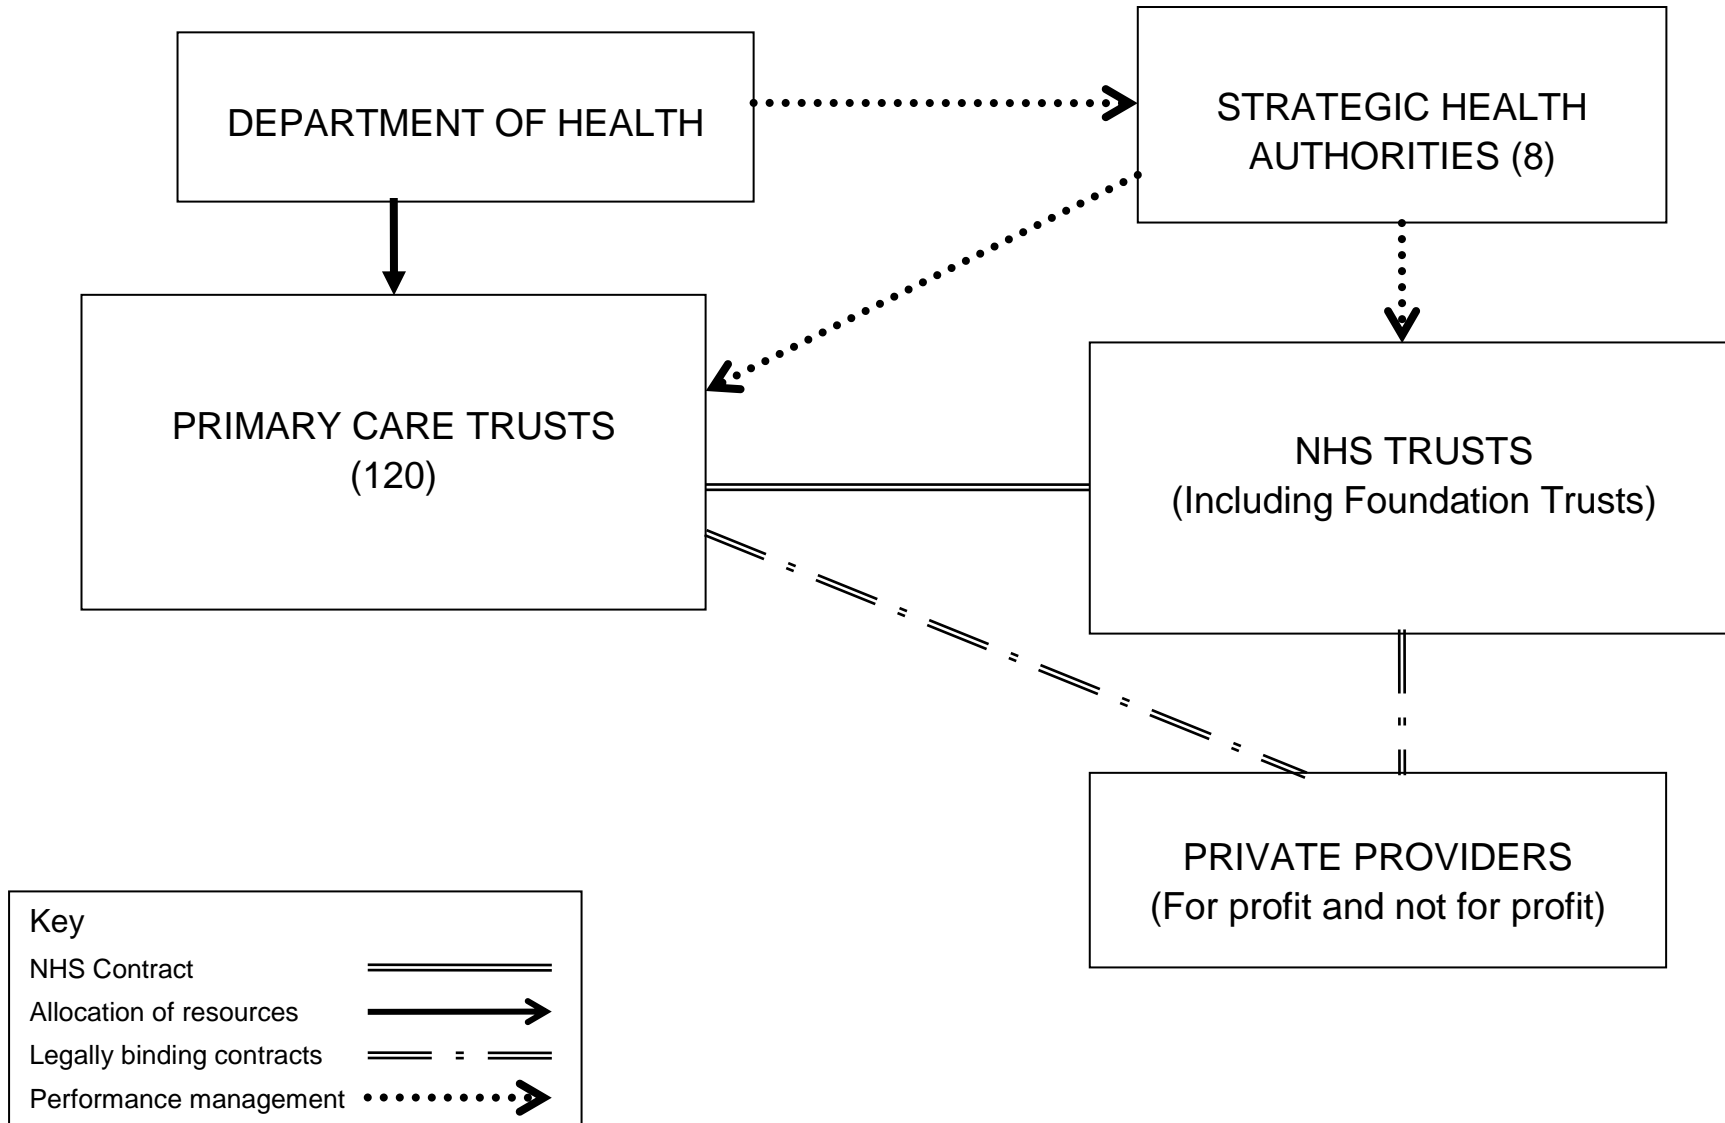 DEPARTMENT OF HEALTH
STRATEGIC HEALTH
AUTHORITIES (8)
PRIMARY CARE TRUSTS
(120)
NHS TRUSTS
(Including Foundation Trusts)
PRIVATE PROVIDERS
(For profit and not for profit)
Key
NHS Contract
Allocation of resources
Legally binding contracts
Performance management